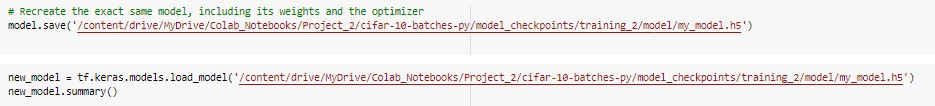 # Recreate the exact same model, including its weights and the optimizer
model.save('/content/drive/MyDrive/Colab_Notebooks/Project_2/cifar-10-batches-py/model_checkpoints/training_2/model/my_model.h5')
new_model = tf.keras.models.load_model('/content/drive/MyDrive/Colab_Notebooks/Project_2/cifar-10-batches-py/model_checkpoints/training_2/model/my_model.h5')
new_model.summary()